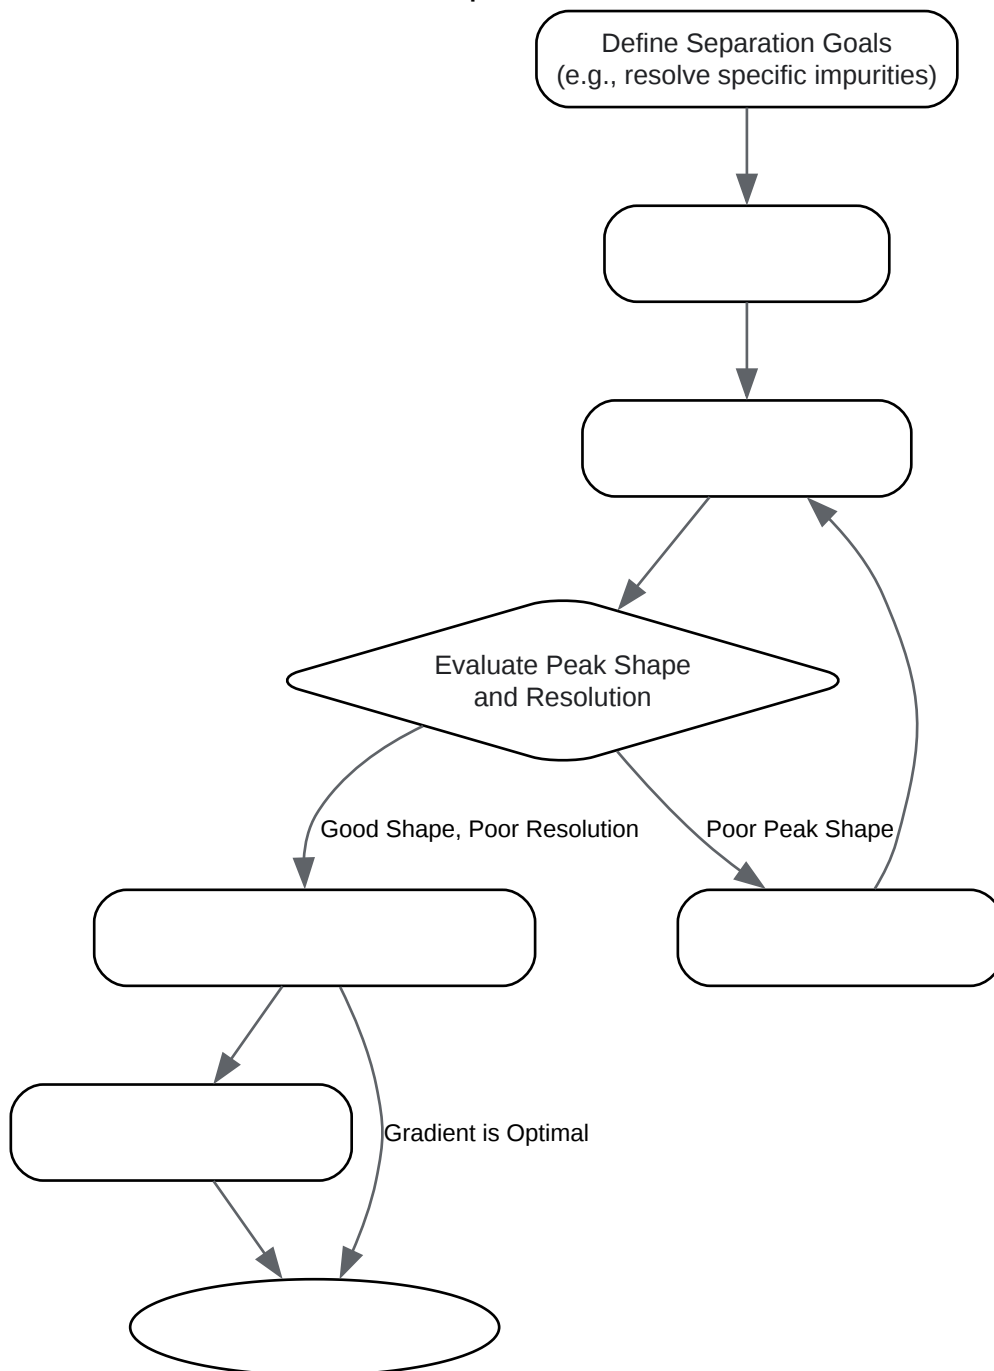 Define Separation Goals
(e.g., resolve specific impurities)
Evaluate Peak Shape
and Resolution
Good Shape, Poor Resolution
Poor Peak Shape
Gradient is Optimal